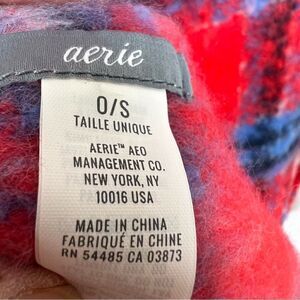 aerie
O/S
TAILLE UNIQUE
AERIE™ AEO
MANAGEMENT CO.
NEW YORK, NY
10016 USA
MADE IN CHINA
FABRIQUÉ EN CHINE
RN 54485 CA 03873